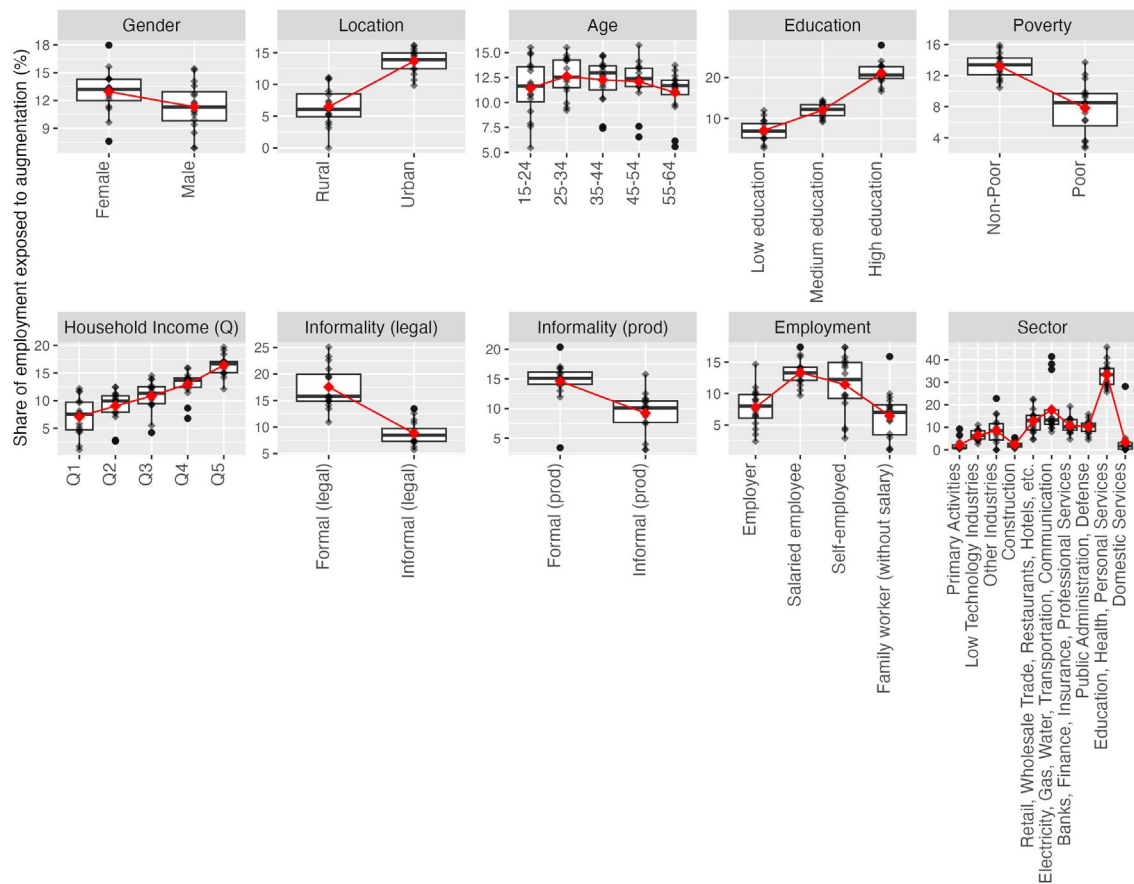 Share of employment exposed to augmentation (%)
Gender
18
15
12
9
Female
Male
Location
15
10
5
0
Rural
Urban
Age
15.0
12.5
10.0
7.5
5.0
15-24
25-34
35-44
45-54
55-64
Education
20
10
Low education
Medium education
High education
Poverty
16
12
8
4
Non-Poor
Poor
Household Income (Q)
20
15
10
5
Q1
Q2
Q3
Q4
Q5
Informality (legal)
25
20
15
10
5
Formal (legal)
Informal (legal)
Informality (prod)
20
15
10
5
Formal (prod)
Informal (prod)
Employment
15
10
5
0
Employer
Salaried employee
Self-employed
Family worker (without salary)
Sector
40
30
20
10
0
Primary Activities
Low Technology Industries
Other Industries
Construction
Retail, Wholesale Trade, Restaurants, Hotels, etc.
Electricity, Gas, Water, Transportation, Communication
Banks, Finance, Insurance, Professional Services
Public Administration, Defense
Education, Health, Personal Services
Domestic Services